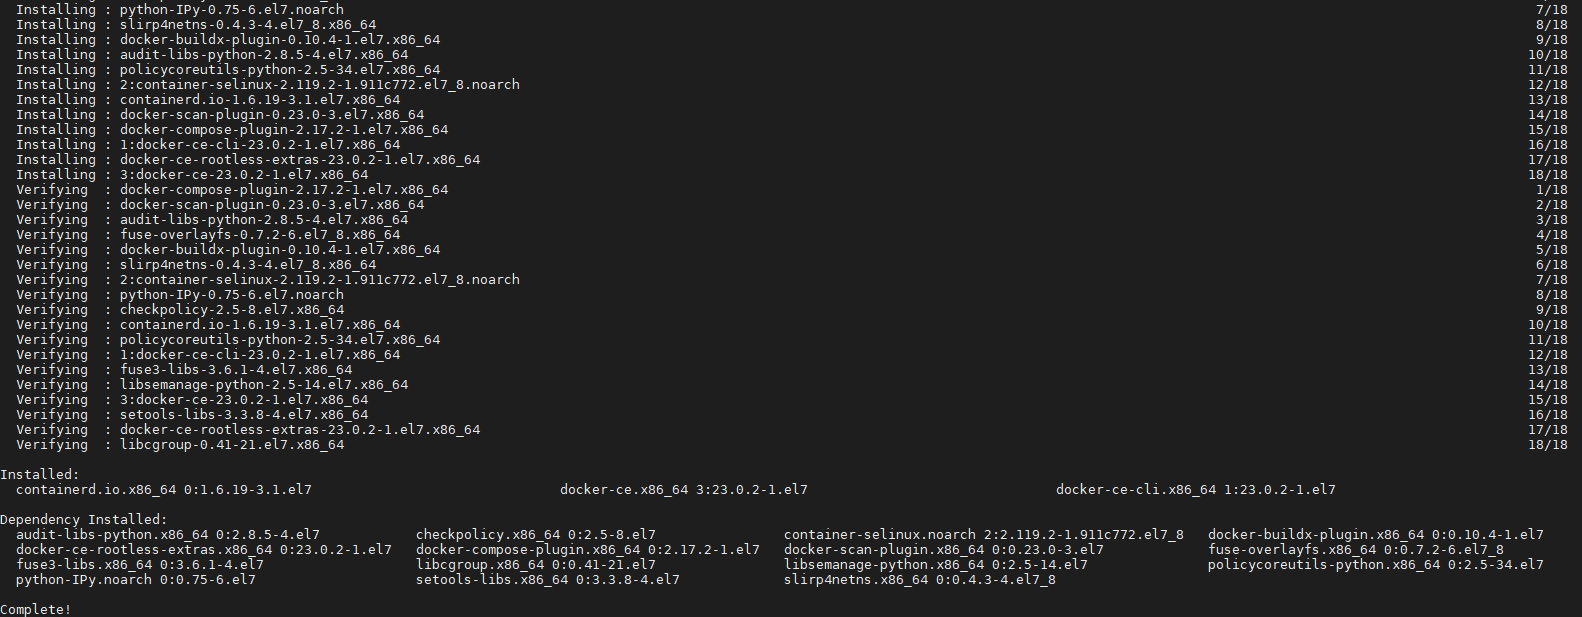 Installing : python-IPy-0.75-6.el7.noarch 7/18
Installing : slirp4netns-0.4.3-4.el7_8.x86_64 8/18
Installing : docker-buildx-plugin-0.10.4-1.el7.x86_64 9/18
Installing : audit-libs-python-2.8.5-4.el7.x86_64 10/18
Installing : policycoreutils-python-2.5-34.el7.x86_64 11/18
Installing : 2:container-selinux-2.119.2-1.911c772.el7_8.noarch 12/18
Installing : containerd.io-1.6.19-3.1.el7.x86_64 13/18
Installing : docker-scan-plugin-0.23.0-3.el7.x86_64 14/18
Installing : docker-compose-plugin-2.17.2-1.el7.x86_64 15/18
Installing : 1:docker-ce-cli-23.0.2-1.el7.x86_64 16/18
Installing : docker-ce-rootless-extras-23.0.2-1.el7.x86_64 17/18
Installing : 3:docker-ce-23.0.2-1.el7.x86_64 18/18
Verifying : docker-compose-plugin-2.17.2-1.el7.x86_64 1/18
Verifying : docker-scan-plugin-0.23.0-3.el7.x86_64 2/18
Verifying : audit-libs-python-2.8.5-4.el7.x86_64 3/18
Verifying : fuse-overlayfs-0.7.2-6.el7_8.x86_64 4/18
Verifying : docker-buildx-plugin-0.10.4-1.el7.x86_64 5/18
Verifying : slirp4netns-0.4.3-4.el7_8.x86_64 6/18
Verifying : 2:container-selinux-2.119.2-1.911c772.el7_8.noarch 7/18
Verifying : python-IPy-0.75-6.el7.noarch 8/18
Verifying : checkpolicy-2.5-8.el7.x86_64 9/18
Verifying : containerd.io-1.6.19-3.1.el7.x86_64 10/18
Verifying : policycoreutils-python-2.5-34.el7.x86_64 11/18
Verifying : 1:docker-ce-cli-23.0.2-1.el7.x86_64 12/18
Verifying : fuse3-libs-3.6.1-4.el7.x86_64 13/18
Verifying : libsemanage-python-2.5-14.el7.x86_64 14/18
Verifying : 3:docker-ce-23.0.2-1.el7.x86_64 15/18
Verifying : setools-libs-3.3.8-4.el7.x86_64 16/18
Verifying : docker-ce-rootless-extras-23.0.2-1.el7.x86_64 17/18
Verifying : libcgroup-0.41-21.el7.x86_64 18/18
Installed:
containerd.io.x86_64 0:1.6.19-3.1.el7 docker-ce.x86_64 3:23.0.2-1.el7 docker-ce-cli.x86_64 1:23.0.2-1.el7
Dependency Installed:
audit-libs-python.x86_64 0:2.8.5-4.el7 checkpolicy.x86_64 0:2.5-8.el7 container-selinux.noarch 2:2.119.2-1.911c772.el7_8 docker-buildx-plugin.x86_64 0:0.10.4-1.el7
docker-ce-rootless-extras.x86_64 0:23.0.2-1.el7 docker-compose-plugin.x86_64 0:2.17.2-1.el7 docker-scan-plugin.x86_64 0:0.23.0-3.el7 fuse-overlayfs.x86_64 0:0.7.2-6.el7_8
fuse3-libs.x86_64 0:3.6.1-4.el7 libcgroup.x86_64 0:0.41-21.el7 libsemanage-python.x86_64 0:2.5-14.el7 policycoreutils-python.x86_64 0:2.5-34.el7
python-IPy.noarch 0:0.75-6.el7 setools-libs.x86_64 0:3.3.8-4.el7 slirp4netns.x86_64 0:0.4.3-4.el7_8
Complete!